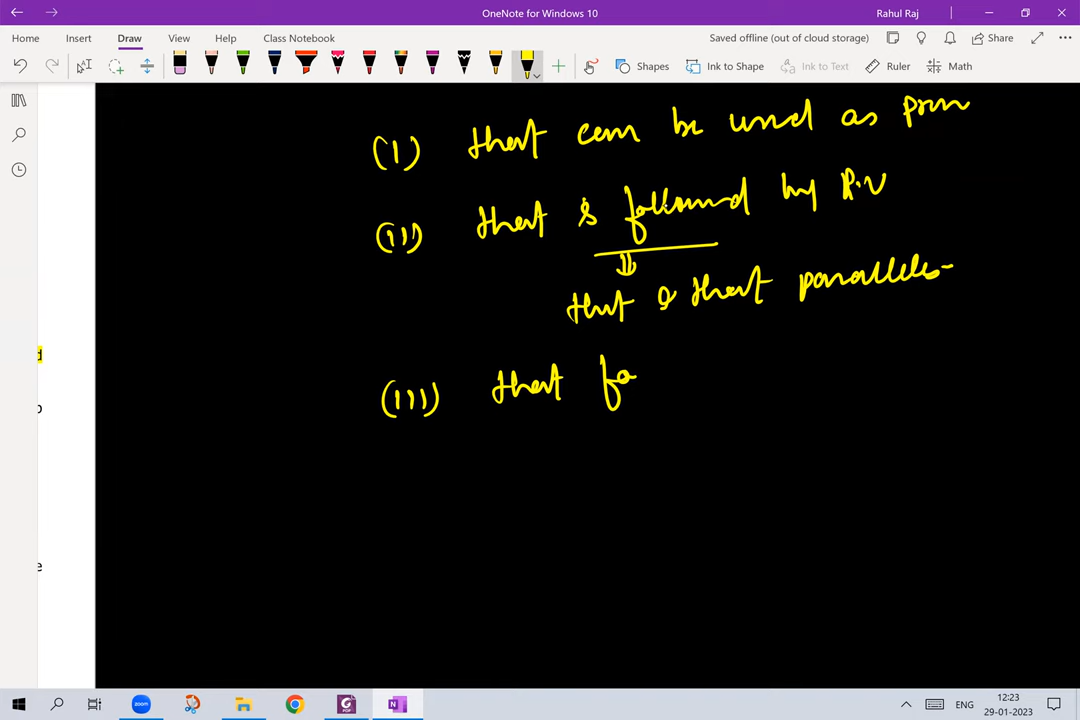 OneNote for Windows 10
Rahul Raj
Home Insert Draw View Help Class Notebook
Saved offline (out of cloud storage)
Share
Shapes Ink to Shape Ink to Text Ruler Math
(I) that can be used as pron
(II) that is followed by P.V
d
that & that parallel
(III) that fo
p
e
ENG
12:23
29-01-2023